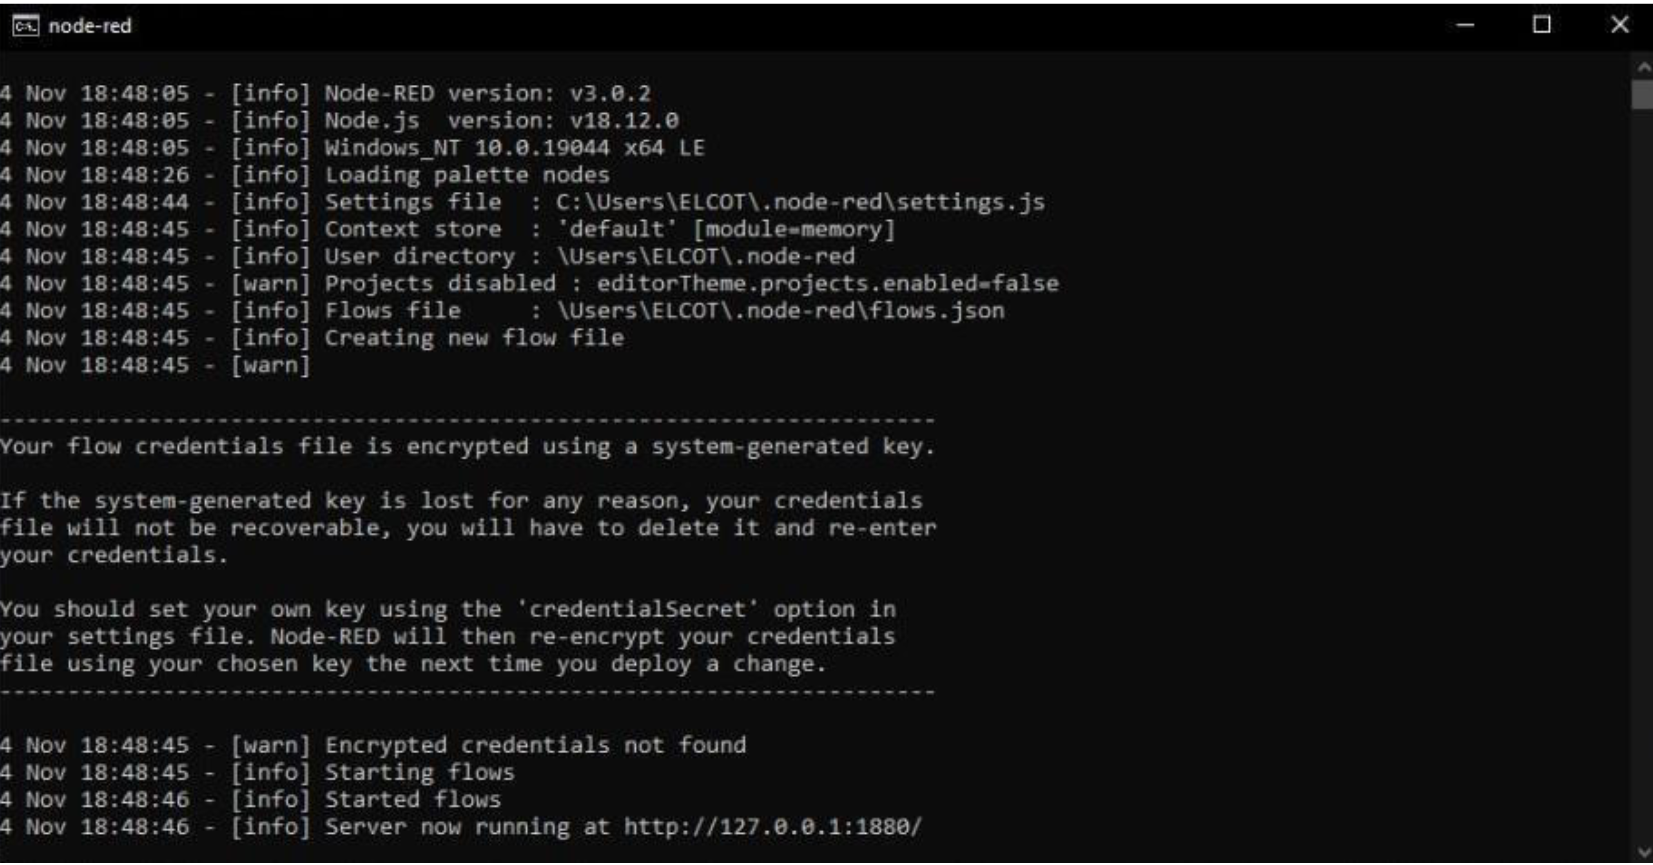 node-red
4 Nov 18:48:05 - [info] Node-RED version: v3.0.2
4 Nov 18:48:05 - [info] Node.js  version: v18.12.0
4 Nov 18:48:05 - [info] Windows_NT 10.0.19044 x64 LE
4 Nov 18:48:26 - [info] Loading palette nodes
4 Nov 18:48:44 - [info] Settings file  : C:\Users\ELCOT\.node-red\settings.js
4 Nov 18:48:45 - [info] Context store  : 'default' [module=memory]
4 Nov 18:48:45 - [info] User directory : \Users\ELCOT\.node-red
4 Nov 18:48:45 - [warn] Projects disabled : editorTheme.projects.enabled=false
4 Nov 18:48:45 - [info] Flows file     : \Users\ELCOT\.node-red\flows.json
4 Nov 18:48:45 - [info] Creating new flow file
4 Nov 18:48:45 - [warn]
---------------------------------------------------------------------
Your flow credentials file is encrypted using a system-generated key.
If the system-generated key is lost for any reason, your credentials
file will not be recoverable, you will have to delete it and re-enter
your credentials.
You should set your own key using the 'credentialSecret' option in
your settings file. Node-RED will then re-encrypt your credentials
file using your chosen key the next time you deploy a change.
---------------------------------------------------------------------
4 Nov 18:48:45 - [warn] Encrypted credentials not found
4 Nov 18:48:45 - [info] Starting flows
4 Nov 18:48:46 - [info] Started flows
4 Nov 18:48:46 - [info] Server now running at http://127.0.0.1:1880/